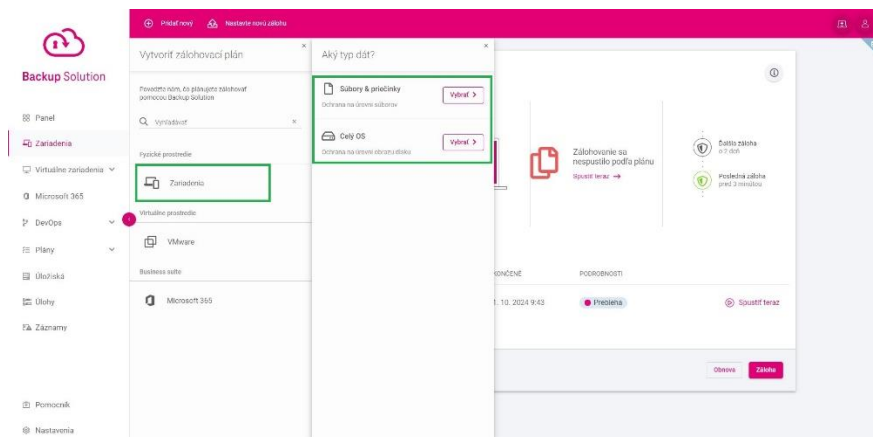 Pridať nový
Nastavte novú zálohu
Backup Solution
Panel
Zariadenia
Virtuálne zariadenia
Microsoft 365
DevOps
Plány
Úložiská
Úlohy
Záznamy
Pomocník
Nastavenia
Vytvoriť zálohovací plán
Povedzte nám, čo plánujete zálohovať
pomocou Backup Solution
Vyhľadávať
Fyzické prostredie
Zariadenia
Virtuálne prostredie
VMware
Business suite
Microsoft 365
Aký typ dát?
Súbory & priečinky
Ochrana na úrovni súborov
Vybrať >
Celý OS
Ochrana na úrovni obrazu disku
Vybrať >
Zálohovanie sa
nespustilo podľa plánu
Spustiť teraz →
Ďalšia záloha
o 2 dni
Posledná záloha
pred 3 minútou
KONČENÉ
PODROBNOSTI
1. 10. 2024 9:43
Prebieha
Spustiť teraz
Obnova
Záloha